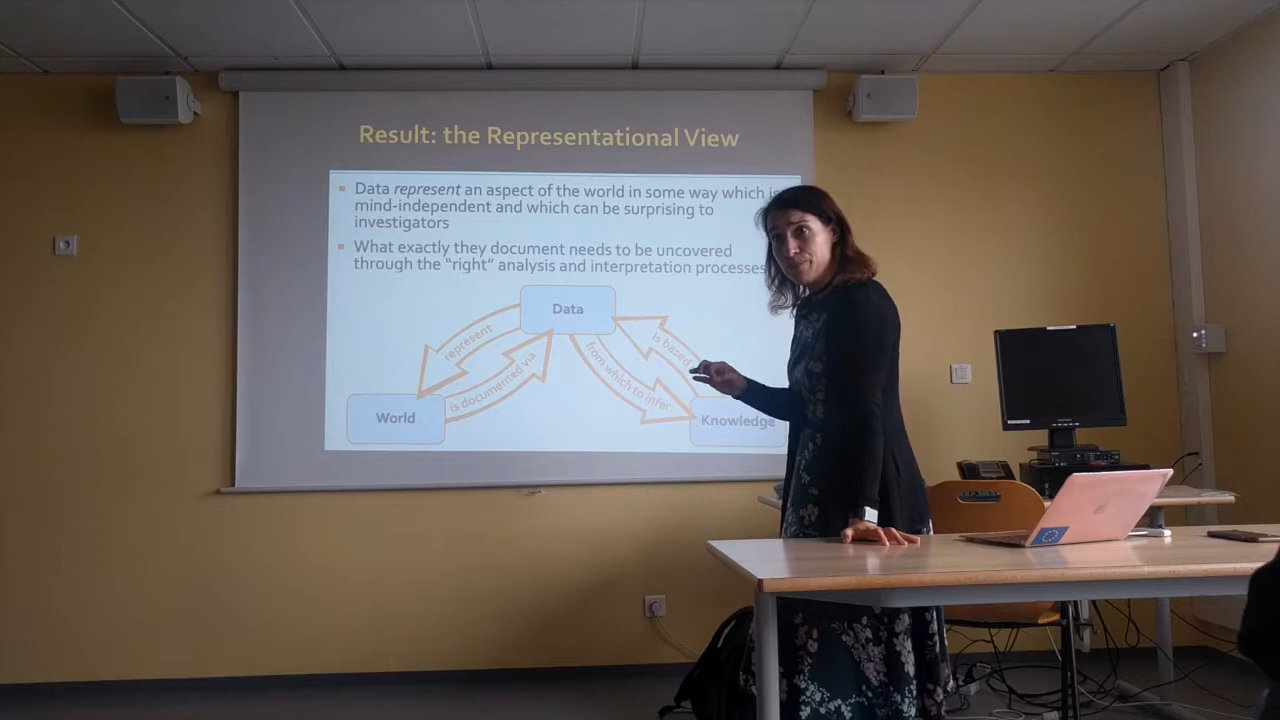 Result: the Representational View
Data represent an aspect of the world in some way which is
mind-independent and which can be surprising to
investigators
What exactly they document needs to be uncovered
through the “right” analysis and interpretation processes
Data
represent
is documented via
from which to infer
Is based
World
Knowledge